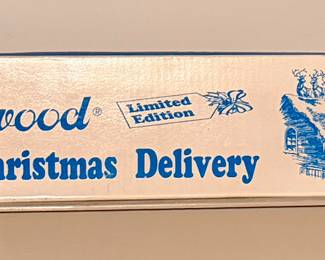 wood®
Limited
Edition
hristmas Delivery